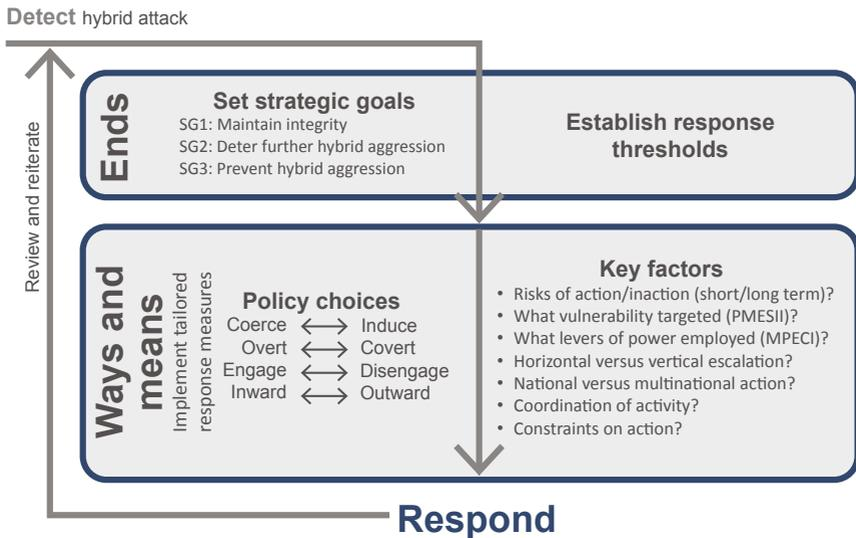 Detect hybrid attack
Review and reiterate
Ends
Set strategic goals
SG1: Maintain integrity
SG2: Deter further hybrid aggression
SG3: Prevent hybrid aggression
Establish response
thresholds
Ways and
means
Implement tailored
response measures
Policy choices
Coerce Induce
Overt Covert
Engage Disengage
Inward Outward
Key factors
• Risks of action/inaction (short/long term)?
• What vulnerability targeted (PMESII)?
• What levers of power employed (MPECI)?
• Horizontal versus vertical escalation?
• National versus multinational action?
• Coordination of activity?
• Constraints on action?
Respond